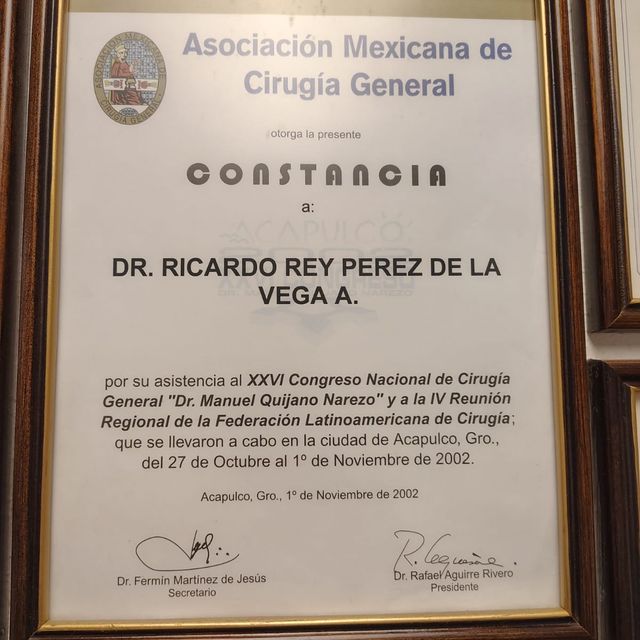 Asociación Mexicana de
Cirugía General
otorga la presente
CONSTANCIA
a:
ACAPULCO
DR. RICARDO REY PEREZ DE LA
VEGA A.
por su asistencia al XXVI Congreso Nacional de Cirugía
General "Dr. Manuel Quijano Narezo" y a la IV Reunión
Regional de la Federación Latinoamericana de Cirugía;
que se llevaron a cabo en la ciudad de Acapulco, Gro.,
del 27 de Octubre al 1º de Noviembre de 2002.
Acapulco, Gro., 1º de Noviembre de 2002
Dr. Fermín Martínez de Jesús
Secretario
Dr. Rafael Aguirre Rivero
Presidente